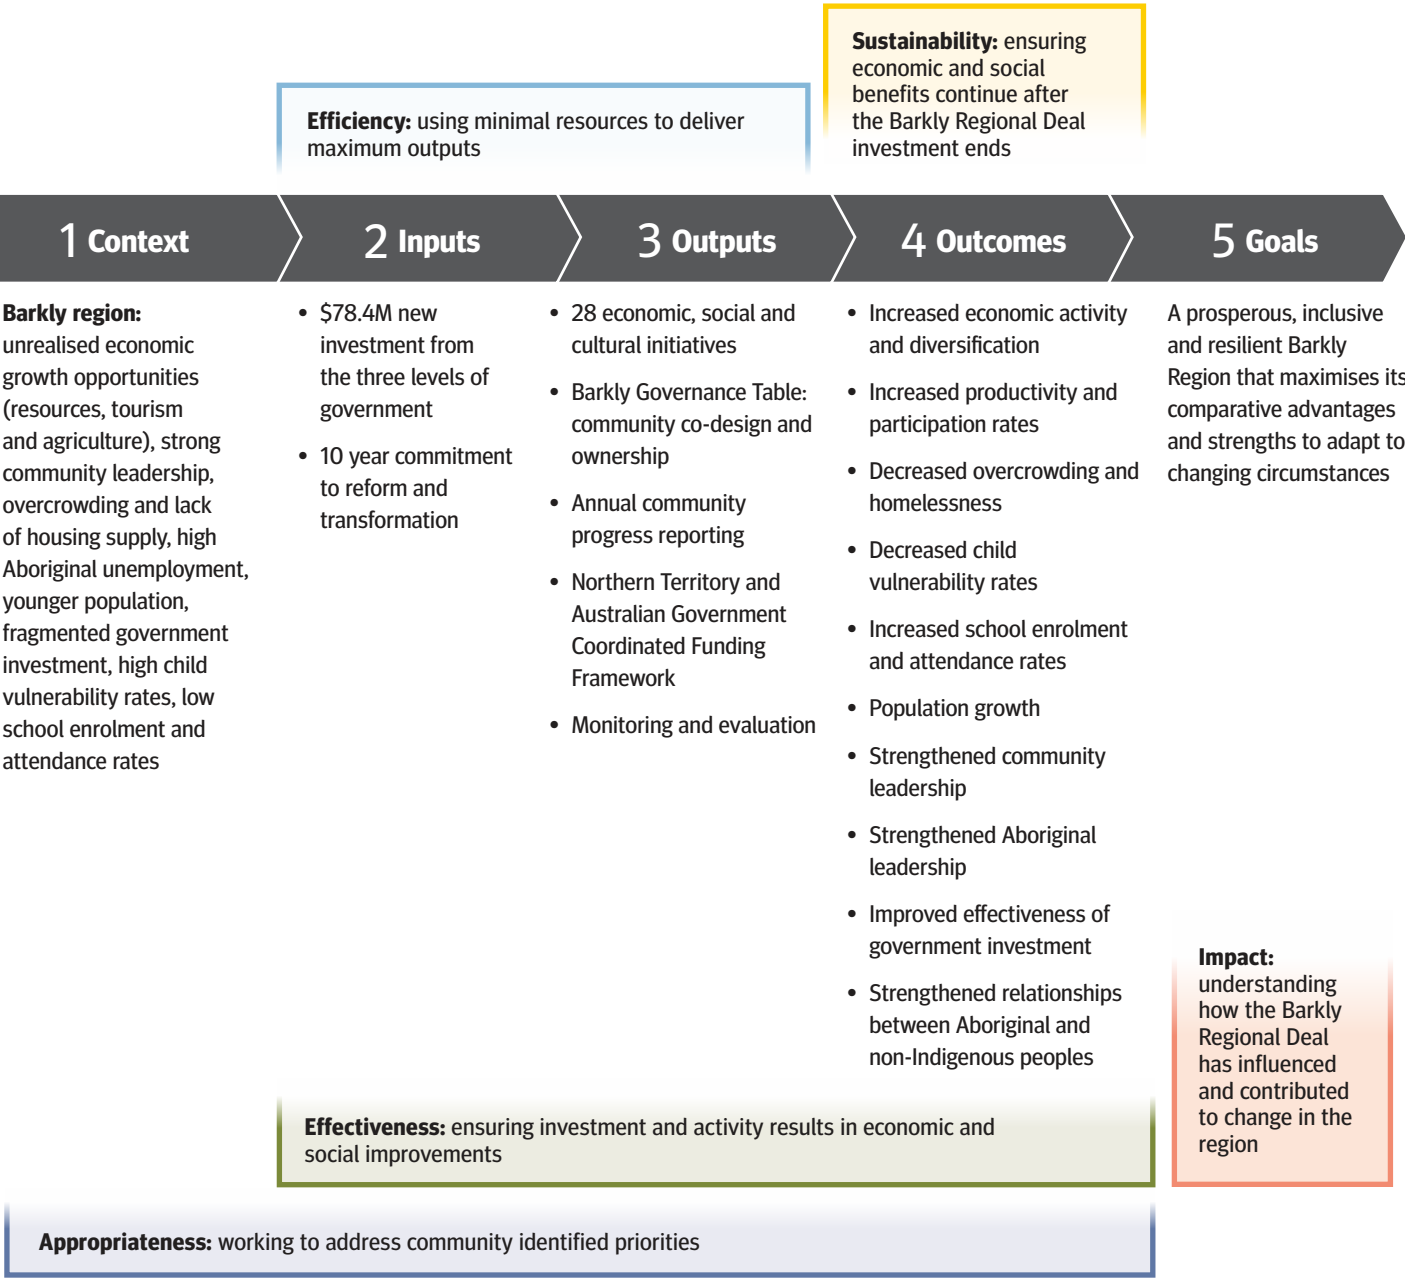 Sustainability: ensuring
economic and social
benefits continue after
the Barkly Regional Deal
investment ends
Efficiency: using minimal resources to deliver
maximum outputs
1 Context
2 Inputs
3 Outputs
4 Outcomes
5 Goals
Barkly region:
unrealised economic
growth opportunities
(resources, tourism
and agriculture), strong
community leadership,
overcrowding and lack
of housing supply, high
Aboriginal unemployment,
younger population,
fragmented government
investment, high child
vulnerability rates, low
school enrolment and
attendance rates
• $78.4M new
investment from
the three levels of
government
• 10 year commitment
to reform and
transformation
• 28 economic, social and
cultural initiatives
• Barkly Governance Table:
community co-design and
ownership
• Annual community
progress reporting
• Northern Territory and
Australian Government
Coordinated Funding
Framework
• Monitoring and evaluation
• Increased economic activity
and diversification
• Increased productivity and
participation rates
• Decreased overcrowding and
homelessness
• Decreased child
vulnerability rates
• Increased school enrolment
and attendance rates
• Population growth
• Strengthened community
leadership
• Strengthened Aboriginal
leadership
• Improved effectiveness of
government investment
• Strengthened relationships
between Aboriginal and
non-Indigenous peoples
A prosperous, inclusive
and resilient Barkly
Region that maximises its
comparative advantages
and strengths to adapt to
changing circumstances
Impact:
understanding
how the Barkly
Regional Deal
has influenced
and contributed
to change in the
region
Effectiveness: ensuring investment and activity results in economic and
social improvements
Appropriateness: working to address community identified priorities